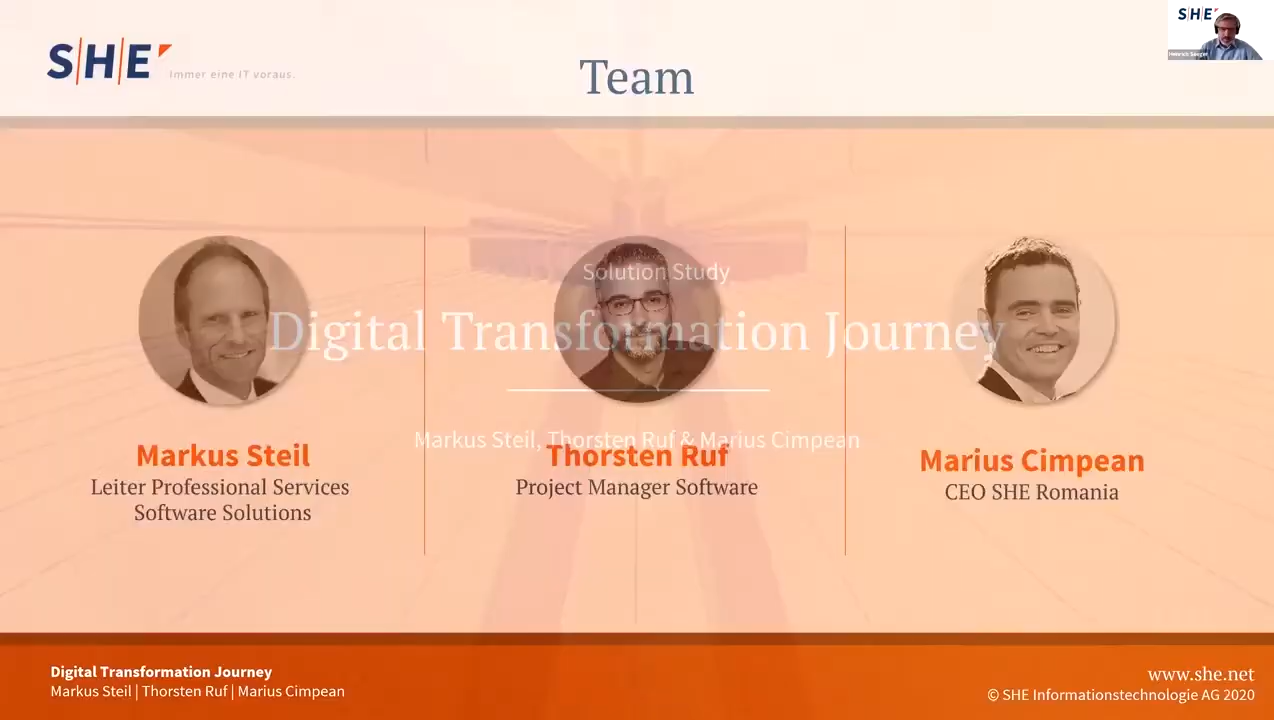 S|H|E
Immer eine IT voraus.
Team
S|H|E
Solution Study
Digital Transformation Journey
Markus Steil, Thorsten Ruf & Marius Cimpean
Markus Steil
Leiter Professional Services
Software Solutions
Thorsten Ruf
Project Manager Software
Marius Cimpean
CEO SHE Romania
Digital Transformation Journey
Markus Steil | Thorsten Ruf | Marius Cimpean
www.she.net
© SHE Informationstechnologie AG 2020